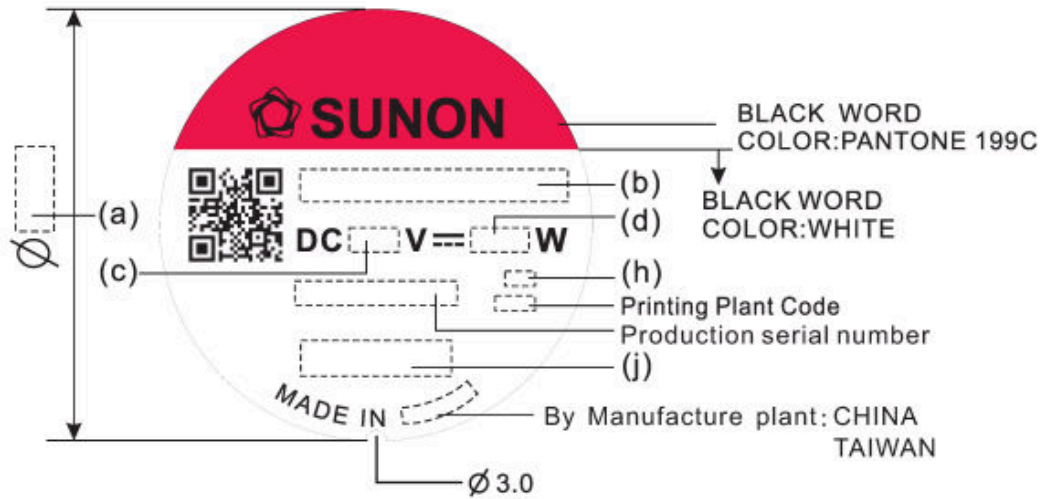 SUNON
BLACK WORD
COLOR:PANTONE 199C
(a)
Ø
(b)
BLACK WORD
COLOR:WHITE
DC V⎓ W
(d)
(c)
(h)
Printing Plant Code
Production serial number
(j)
MADE IN
By Manufacture plant: CHINA
TAIWAN
Ø 3.0